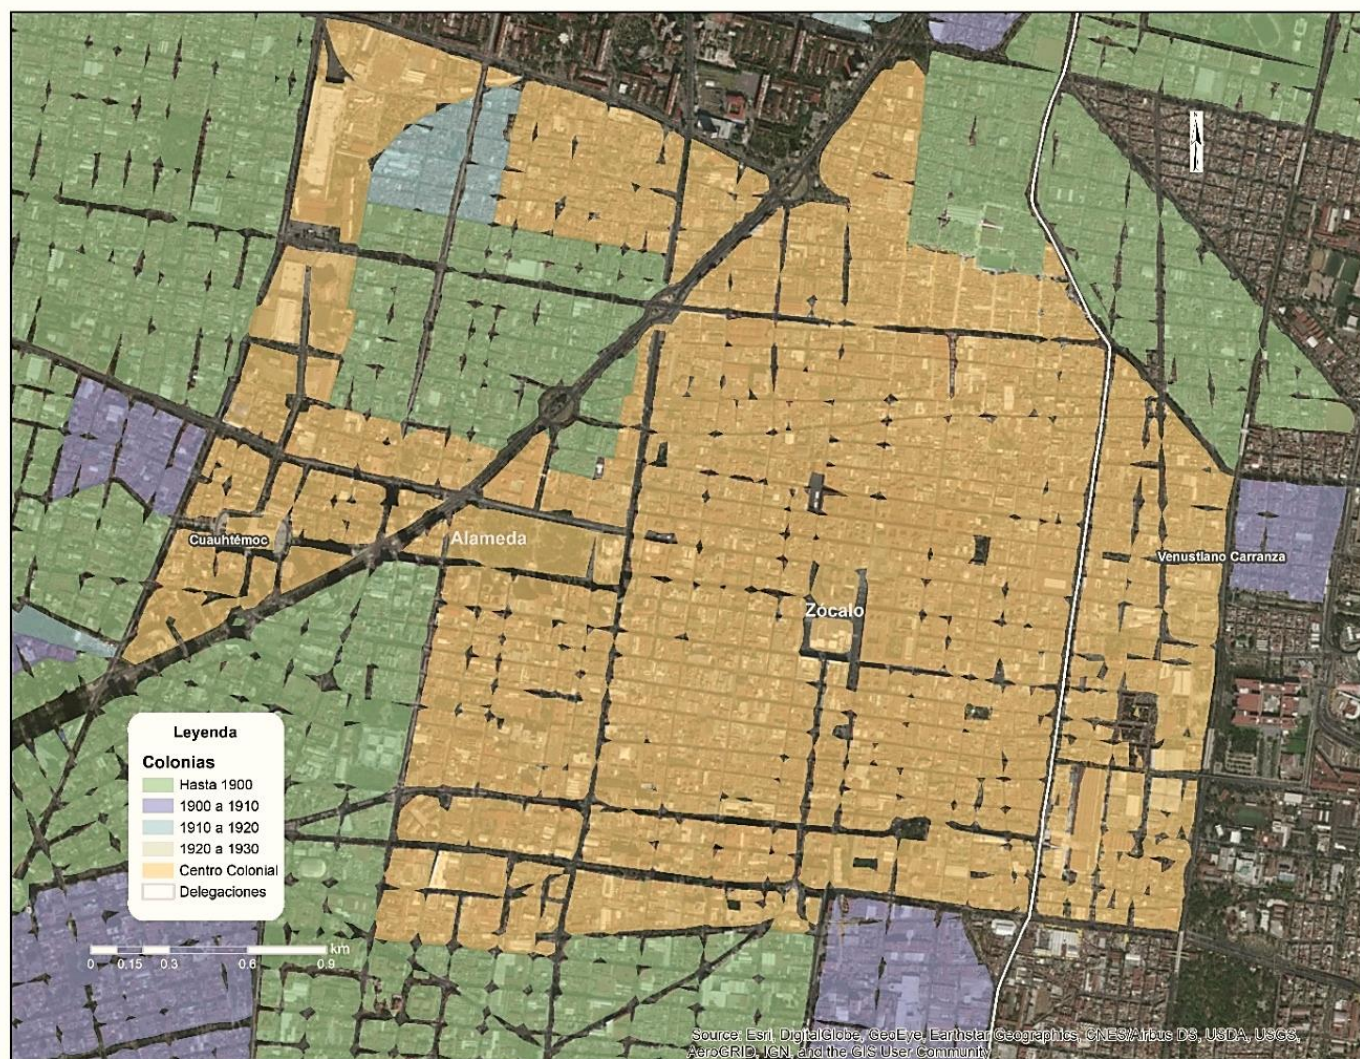 Cuauhtémoc
Alameda
Venustiano Carranza
Zócalo
Leyenda
Colonias
Hasta 1900
1900 a 1910
1910 a 1920
1920 a 1930
Centro Colonial
Delegaciones
km
0 0.15 0.3 0.6 0.9
Source: Esri, DigitalGlobe, GeoEye, Earthstar Geographics, CNES/Airbus DS, USDA, USGS,
AeroGRID, IGN, and the GIS User Community